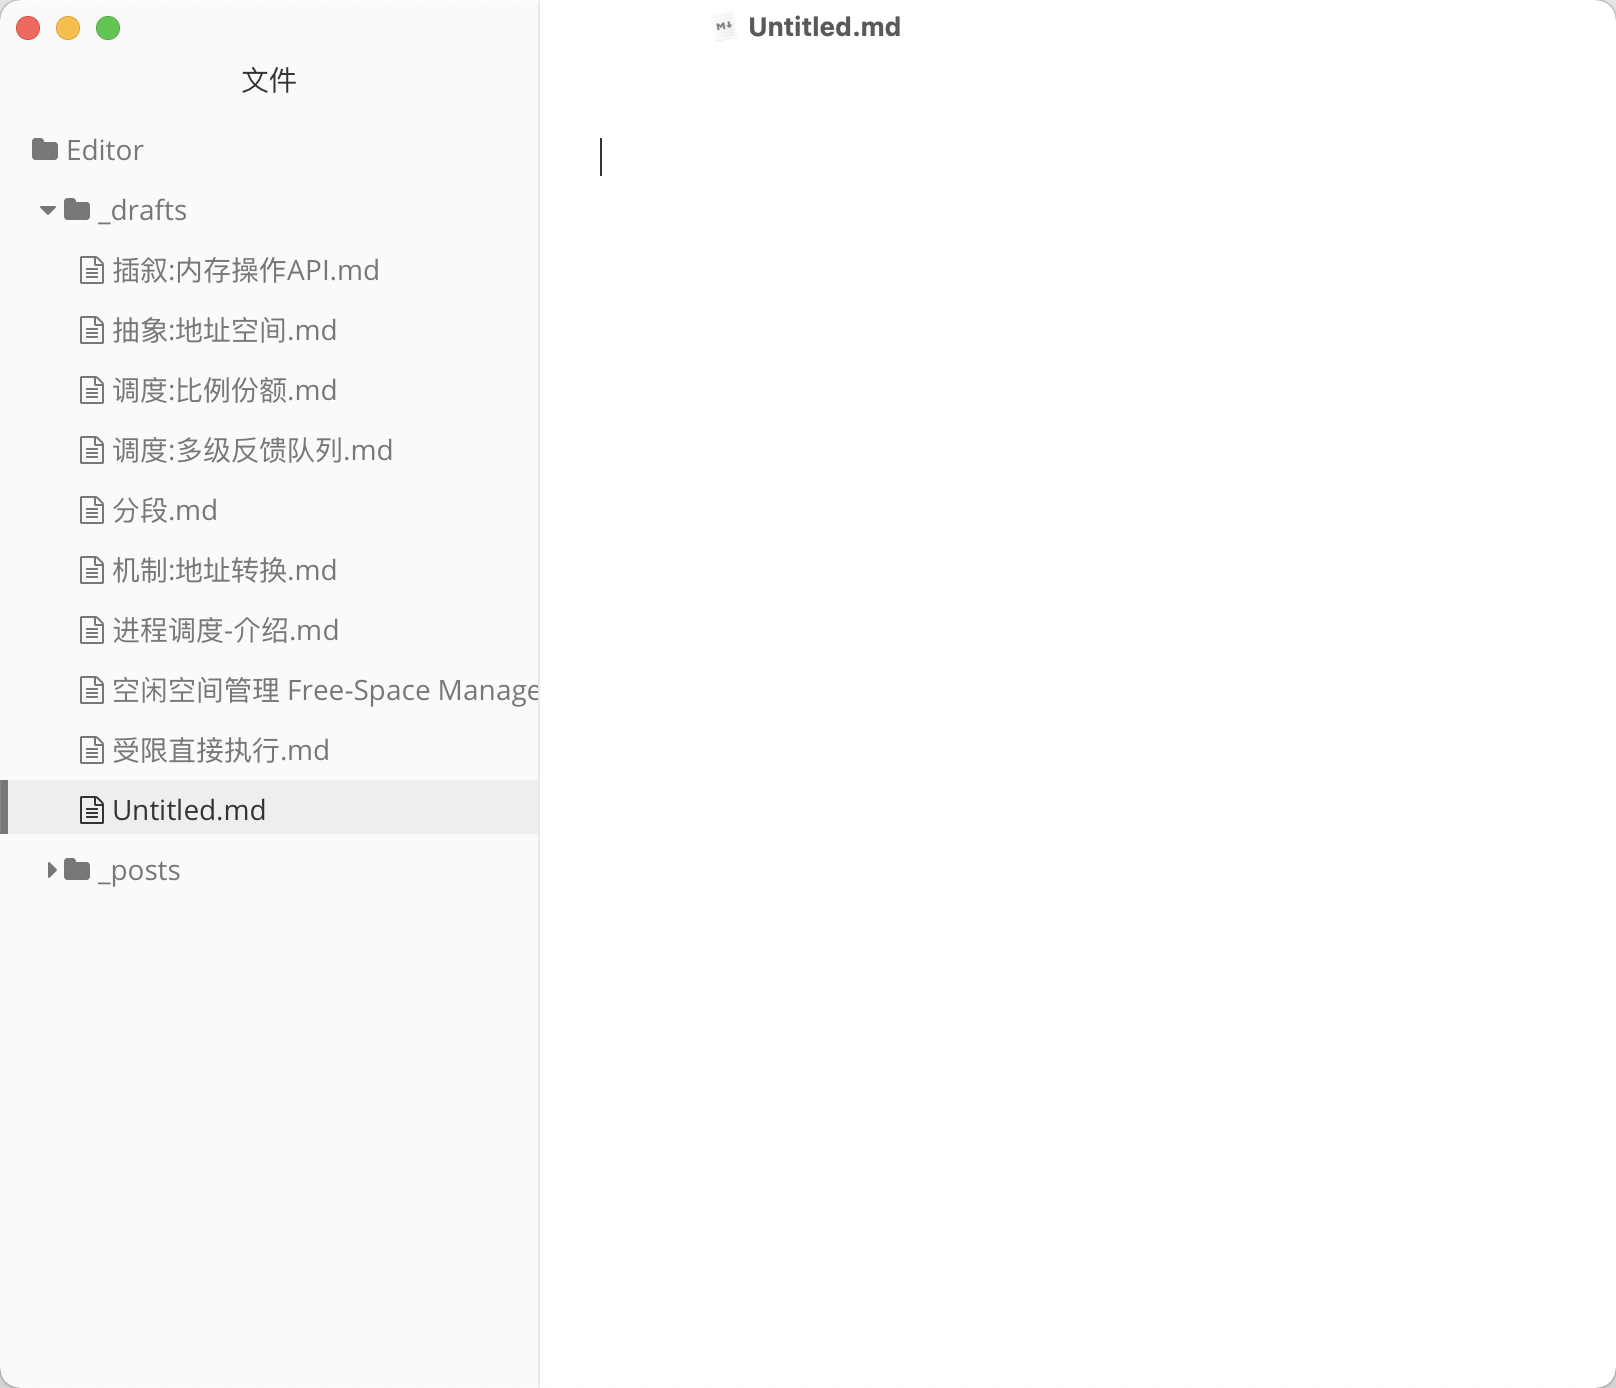 Untitled.md
文件
Editor
_drafts
插叙:内存操作API.md
抽象:地址空间.md
调度:比例份额.md
调度:多级反馈队列.md
分段.md
机制:地址转换.md
进程调度-介绍.md
空闲空间管理 Free-Space Manage
受限直接执行.md
Untitled.md
_posts